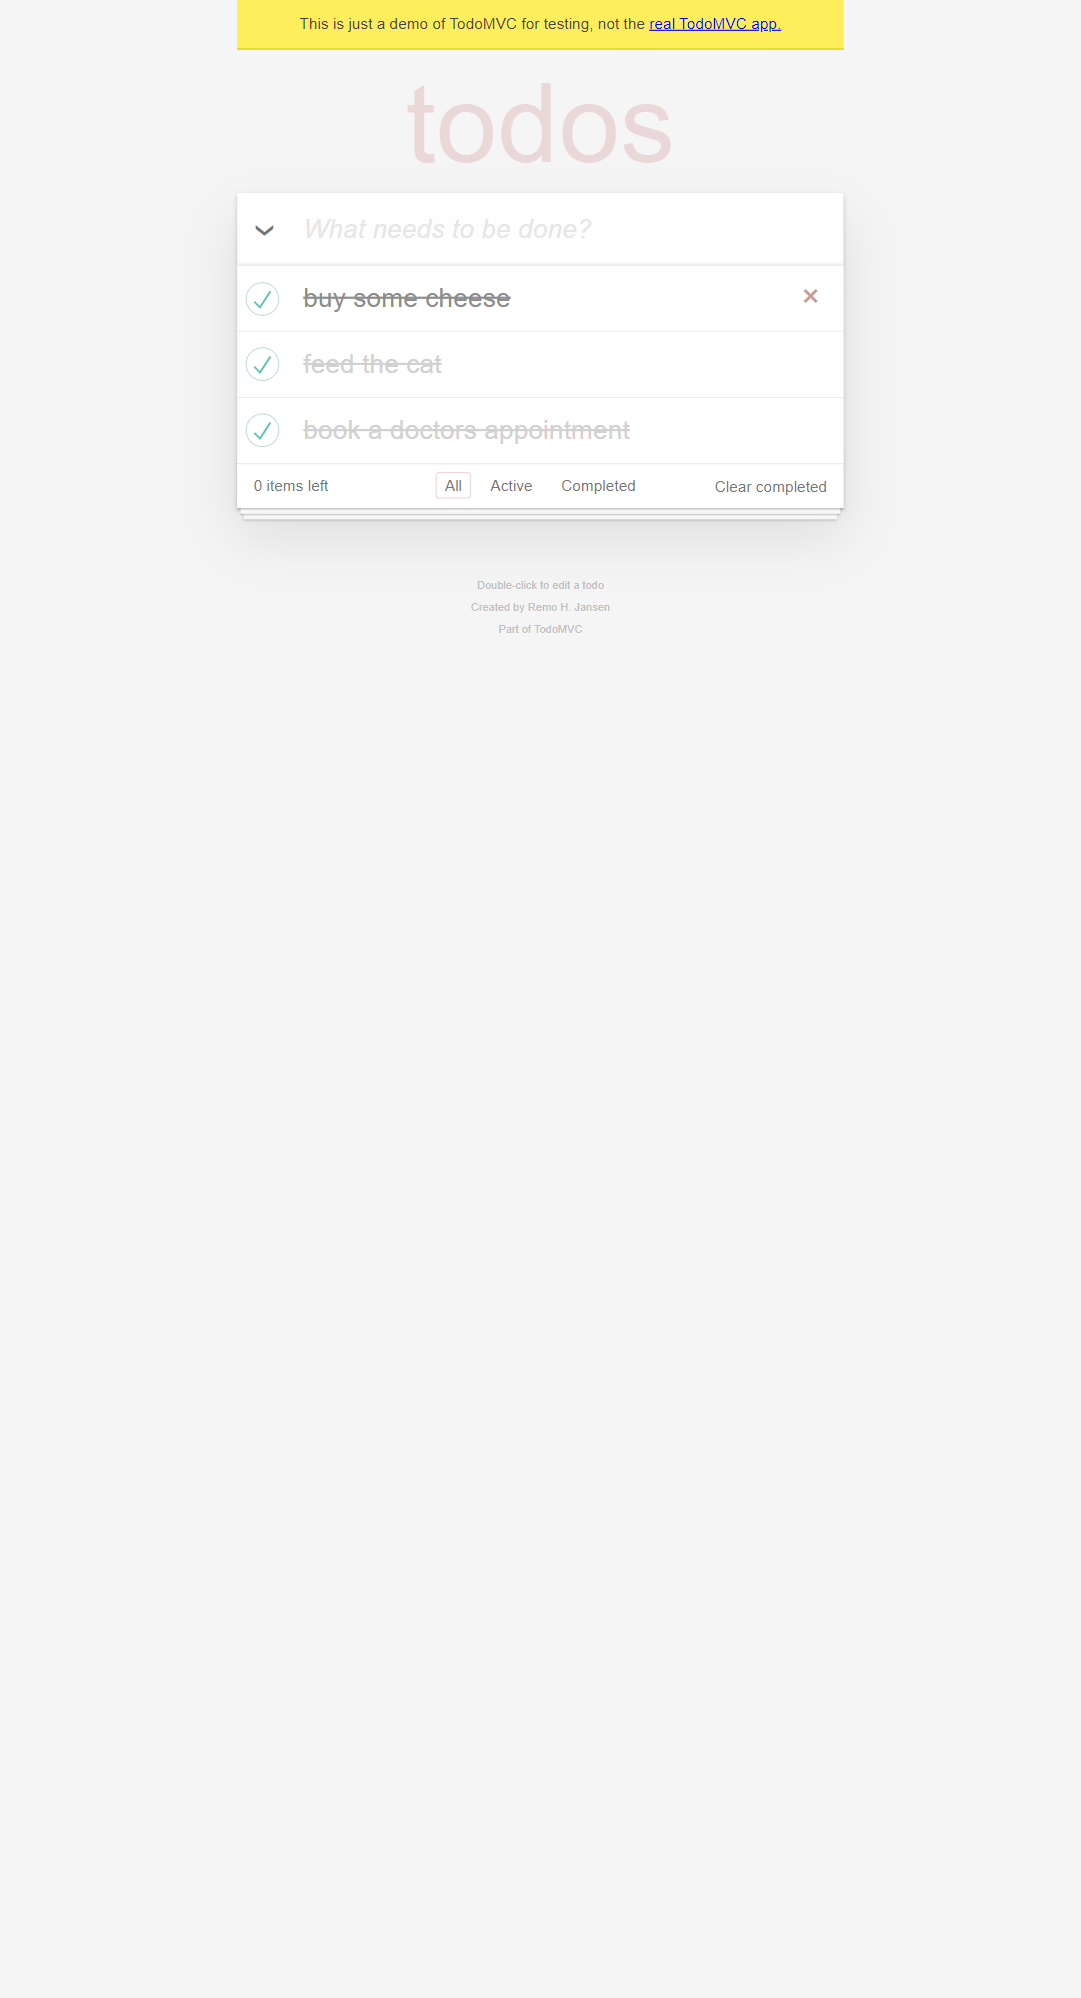 This is just a demo of TodoMVC for testing, not the real TodoMVC app.
todos
What needs to be done?
buy some cheese
feed the cat
book a doctors appointment
0 items left All Active Completed Clear completed
Double-click to edit a todo
Created by Remo H. Jansen
Part of TodoMVC